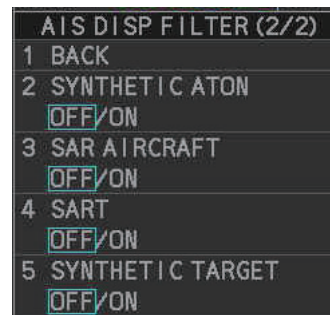 AIS DISP FILTER (2/2)
1 BACK
2 SYNTHETIC ATON
OFF/ON
3 SAR AIRCRAFT
OFF/ON
4 SART
OFF/ON
5 SYNTHETIC TARGET
OFF/ON